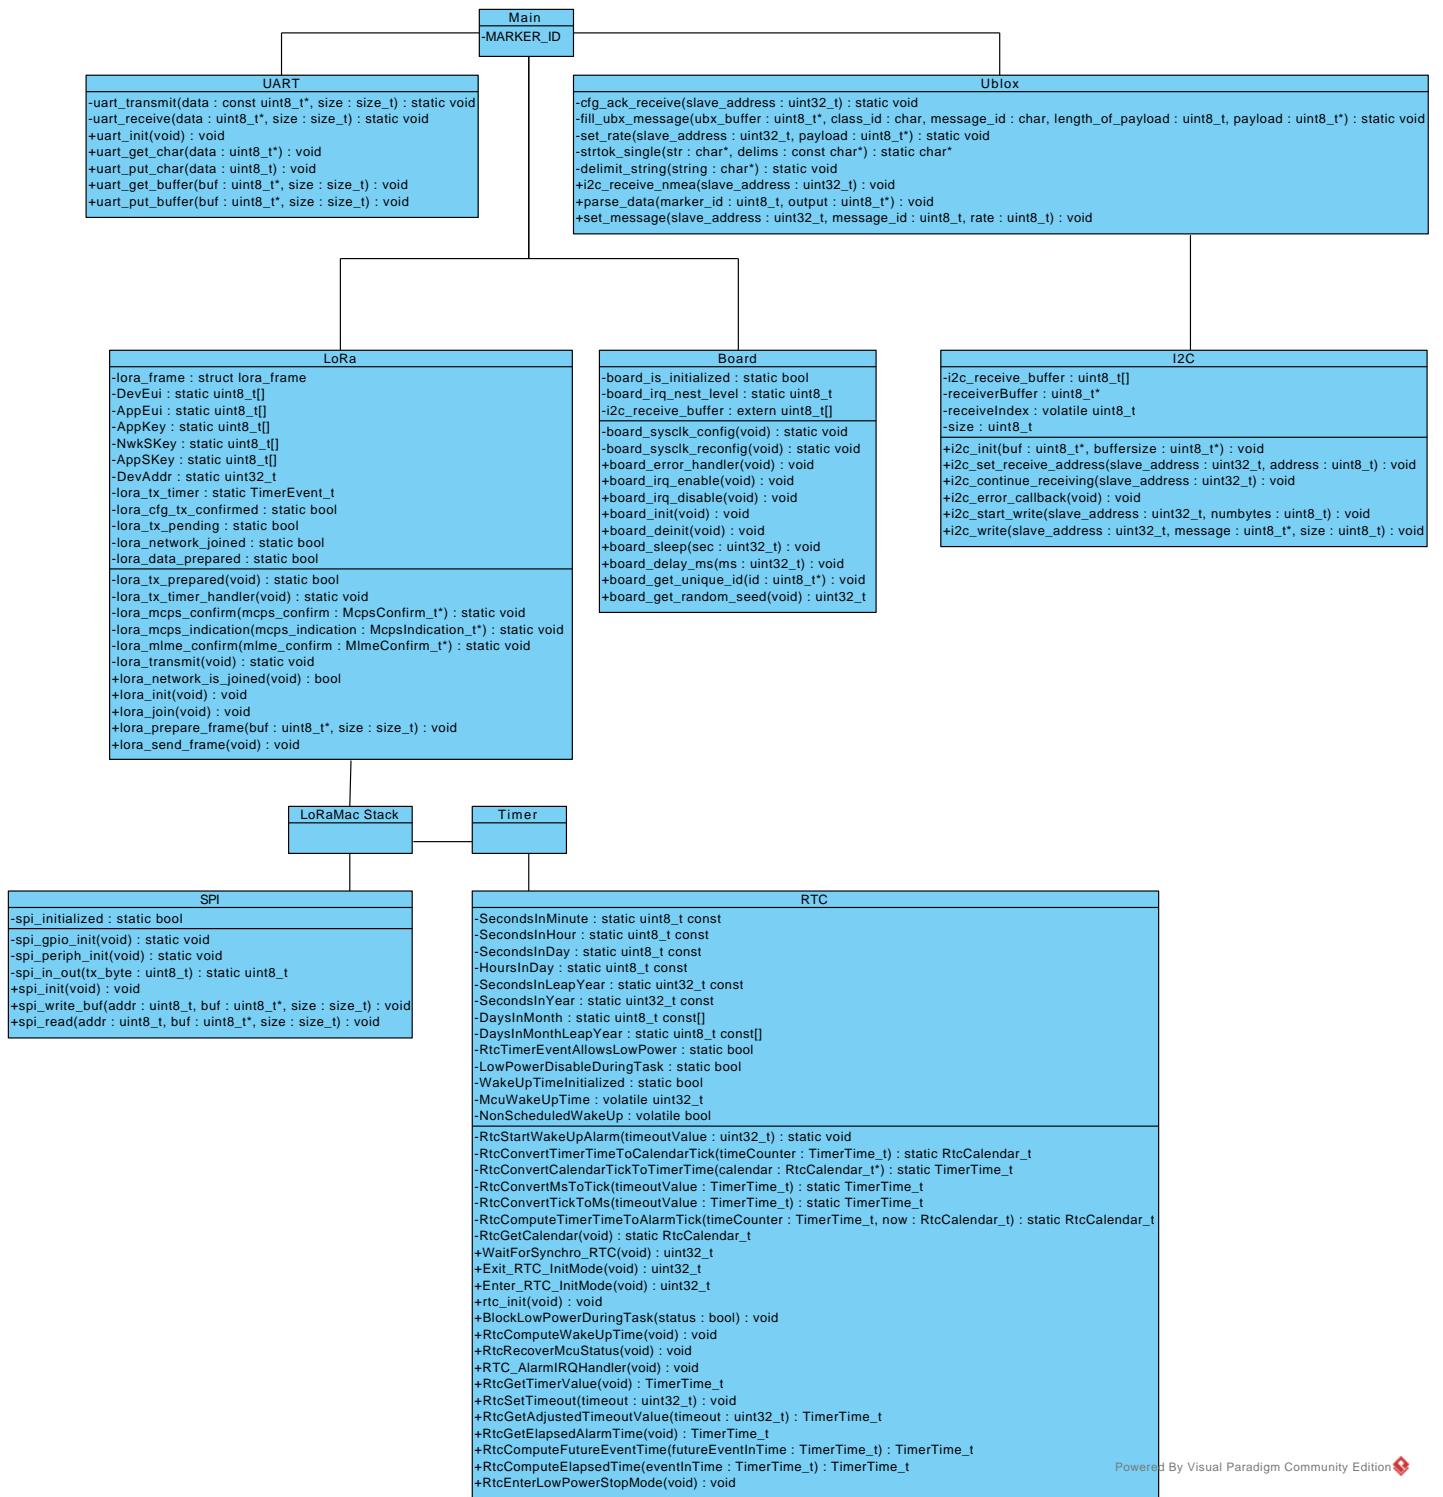 Main
-MARKER_ID
UART
-uart_transmit(data : const uint8_t*, size : size_t) : static void
-uart_receive(data : uint8_t*, size : size_t) : static void
+uart_init(void) : void
+uart_get_char(data : uint8_t*) : void
+uart_put_char(data : uint8_t) : void
+uart_get_buffer(buf : uint8_t*, size : size_t) : void
+uart_put_buffer(buf : uint8_t*, size : size_t) : void
Ublox
-cfg_ack_receive(slave_address : uint32_t) : static void
-fill_ubx_message(ubx_buffer : uint8_t*, class_id : char, message_id : char, length_of_payload : uint8_t, payload : uint8_t*) : static void
-set_rate(slave_address : uint32_t, payload : uint8_t*) : static void
-strtok_single(str : char*, delims : const char*) : static char*
-delimit_string(string : char*) : static void
+i2c_receive_nmea(slave_address : uint32_t) : void
+parse_data(marker_id : uint8_t, output : uint8_t*) : void
+set_message(slave_address : uint32_t, message_id : uint8_t, rate : uint8_t) : void
LoRa
-lora_frame : struct lora_frame
-DevEui : static uint8_t[]
-AppEui : static uint8_t[]
-AppKey : static uint8_t[]
-NwkSKey : static uint8_t[]
-AppSKey : static uint8_t[]
-DevAddr : static uint32_t
-lora_tx_timer : static TimerEvent_t
-lora_cfg_tx_confirmed : static bool
-lora_tx_pending : static bool
-lora_network_joined : static bool
-lora_data_prepared : static bool
-lora_tx_prepared(void) : static bool
-lora_tx_timer_handler(void) : static void
-lora_mcps_confirm(mcps_confirm : McpsConfirm_t*) : static void
-lora_mcps_indication(mcps_indication : McpsIndication_t*) : static void
-lora_mlme_confirm(mlme_confirm : MlmeConfirm_t*) : static void
-lora_transmit(void) : static void
+lora_network_is_joined(void) : bool
+lora_init(void) : void
+lora_join(void) : void
+lora_prepare_frame(buf : uint8_t*, size : size_t) : void
+lora_send_frame(void) : void
Board
-board_is_initialized : static bool
-board_irq_nest_level : static uint8_t
-i2c_receive_buffer : extern uint8_t[]
-board_sysclk_config(void) : static void
-board_sysclk_reconfig(void) : static void
+board_error_handler(void) : void
+board_irq_enable(void) : void
+board_irq_disable(void) : void
+board_init(void) : void
+board_deinit(void) : void
+board_sleep(sec : uint32_t) : void
+board_delay_ms(ms : uint32_t) : void
+board_get_unique_id(id : uint8_t*) : void
+board_get_random_seed(void) : uint32_t
I2C
-i2c_receive_buffer : uint8_t[]
-receiverBuffer : uint8_t*
-receiveIndex : volatile uint8_t
-size : uint8_t
+i2c_init(buf : uint8_t*, buffersize : uint8_t*) : void
+i2c_set_receive_address(slave_address : uint32_t, address : uint8_t) : void
+i2c_continue_receiving(slave_address : uint32_t) : void
+i2c_error_callback(void) : void
+i2c_start_write(slave_address : uint32_t, numbytes : uint8_t) : void
+i2c_write(slave_address : uint32_t, message : uint8_t*, size : uint8_t) : void
LoRaMac Stack
Timer
SPI
-spi_initialized : static bool
-spi_gpio_init(void) : static void
-spi_periph_init(void) : static void
-spi_in_out(tx_byte : uint8_t) : static uint8_t
+spi_init(void) : void
+spi_write_buf(addr : uint8_t, buf : uint8_t*, size : size_t) : void
+spi_read(addr : uint8_t, buf : uint8_t*, size : size_t) : void
RTC
-SecondsInMinute : static uint8_t const
-SecondsInHour : static uint8_t const
-SecondsInDay : static uint8_t const
-HoursInDay : static uint8_t const
-SecondsInLeapYear : static uint32_t const
-SecondsInYear : static uint32_t const
-DaysInMonth : static uint8_t const[]
-DaysInMonthLeapYear : static uint8_t const[]
-RtcTimerEventAllowsLowPower : static bool
-LowPowerDisableDuringTask : static bool
-WakeUpTimeInitialized : static bool
-McuWakeUpTime : volatile uint32_t
-NonScheduledWakeUp : volatile bool
-RtcStartWakeUpAlarm(timeoutValue : uint32_t) : static void
-RtcConvertTimerTimeToCalendarTick(timeCounter : TimerTime_t) : static RtcCalendar_t
-RtcConvertCalendarTickToTimerTime(calendar : RtcCalendar_t*) : static TimerTime_t
-RtcConvertMsToTick(timeoutValue : TimerTime_t) : static TimerTime_t
-RtcConvertTickToMs(timeoutValue : TimerTime_t) : static TimerTime_t
-RtcComputeTimerTimeToAlarmTick(timeCounter : TimerTime_t, now : RtcCalendar_t) : static RtcCalendar_t
-RtcGetCalendar(void) : static RtcCalendar_t
+WaitForSynchro_RTC(void) : uint32_t
+Exit_RTC_InitMode(void) : uint32_t
+Enter_RTC_InitMode(void) : uint32_t
+rtc_init(void) : void
+BlockLowPowerDuringTask(status : bool) : void
+RtcComputeWakeUpTime(void) : void
+RtcRecoverMcuStatus(void) : void
+RTC_AlarmIRQHandler(void) : void
+RtcGetTimerValue(void) : TimerTime_t
+RtcSetTimeout(timeout : uint32_t) : void
+RtcGetAdjustedTimeoutValue(timeout : uint32_t) : TimerTime_t
+RtcGetElapsedAlarmTime(void) : TimerTime_t
+RtcComputeFutureEventTime(futureEventInTime : TimerTime_t) : TimerTime_t
+RtcComputeElapsedTime(eventInTime : TimerTime_t) : TimerTime_t
+RtcEnterLowPowerStopMode(void) : void
Powered By Visual Paradigm Community Edition